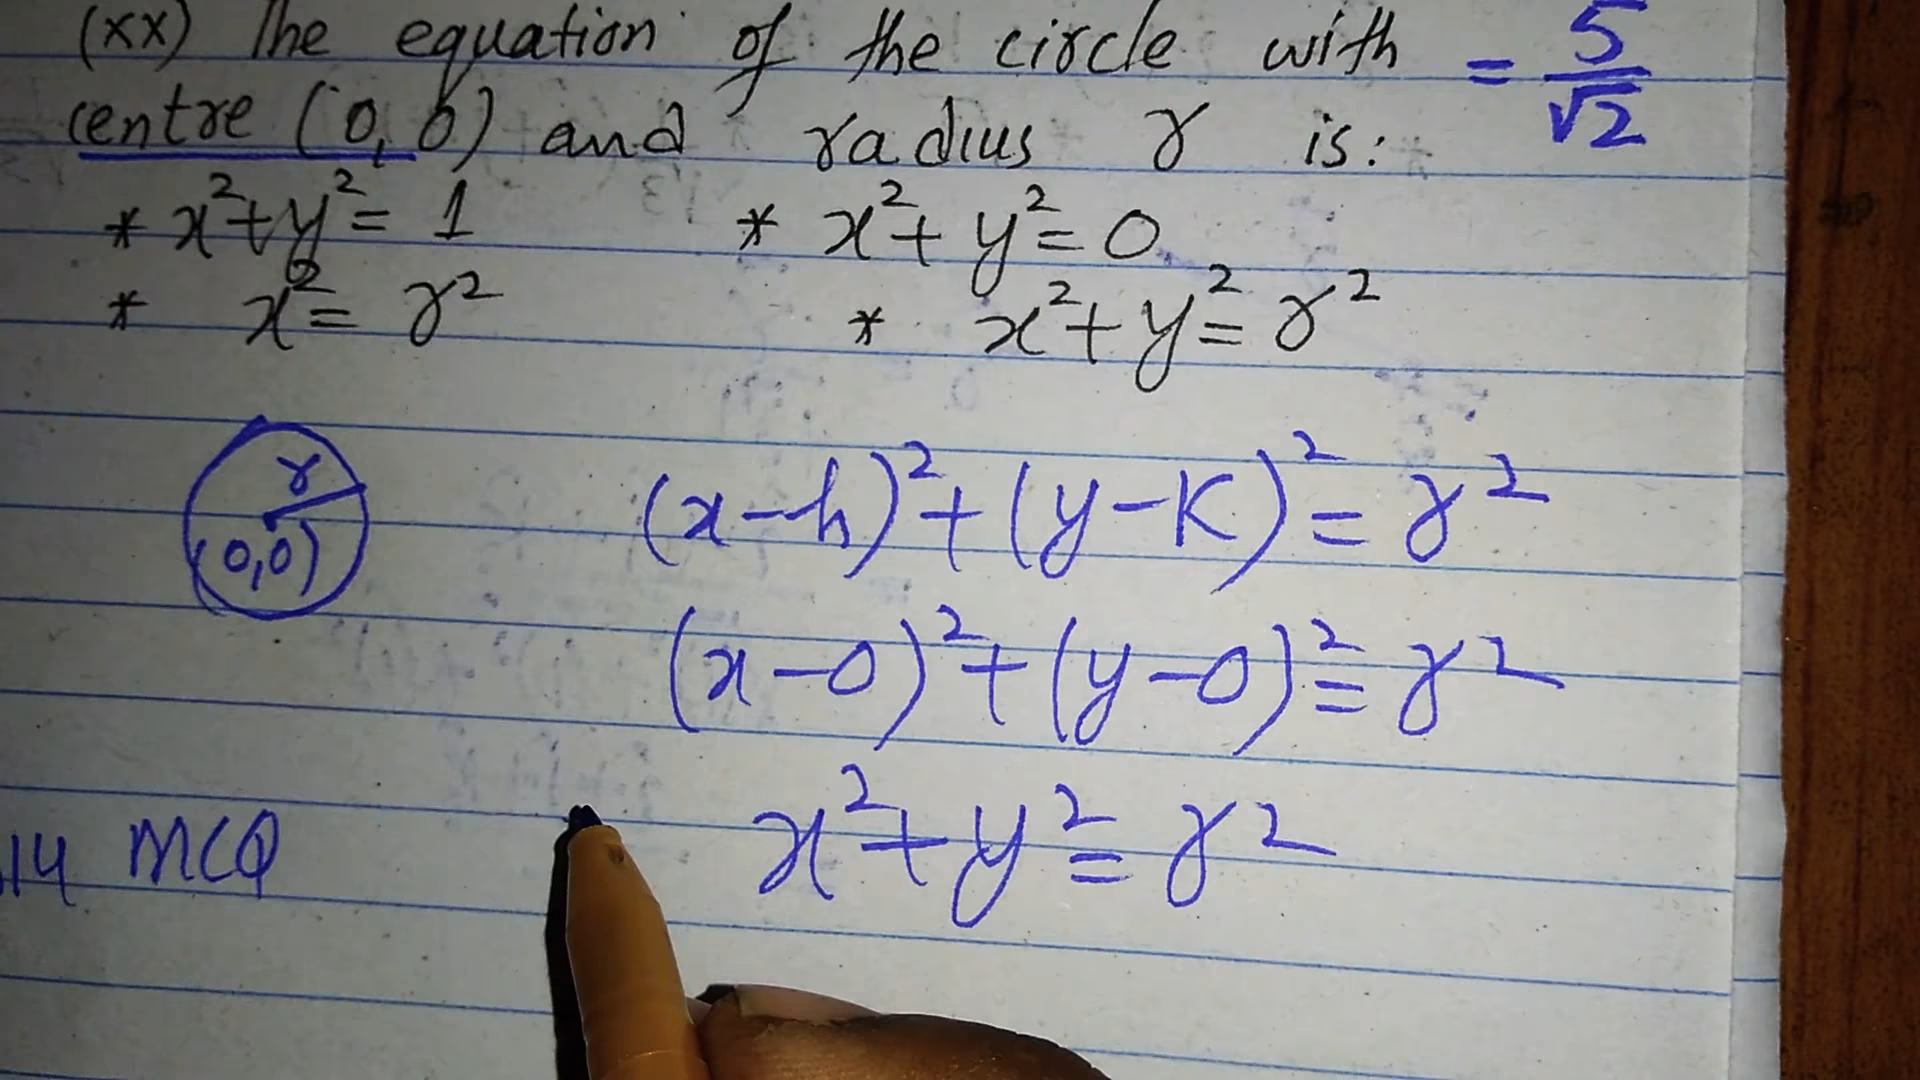 (xx) The equation of the circle with
centre (0,0) and radius r is:
* x²+y²= 1 * x²+ y²= 0
* x²= r² * x²+y²= r²
= 5/√2
r
(0,0)
(x-h)²+(y-K)²= r²
(x-0)²+(y-0)²= r²
x²+y²= r²
.14 MCQ